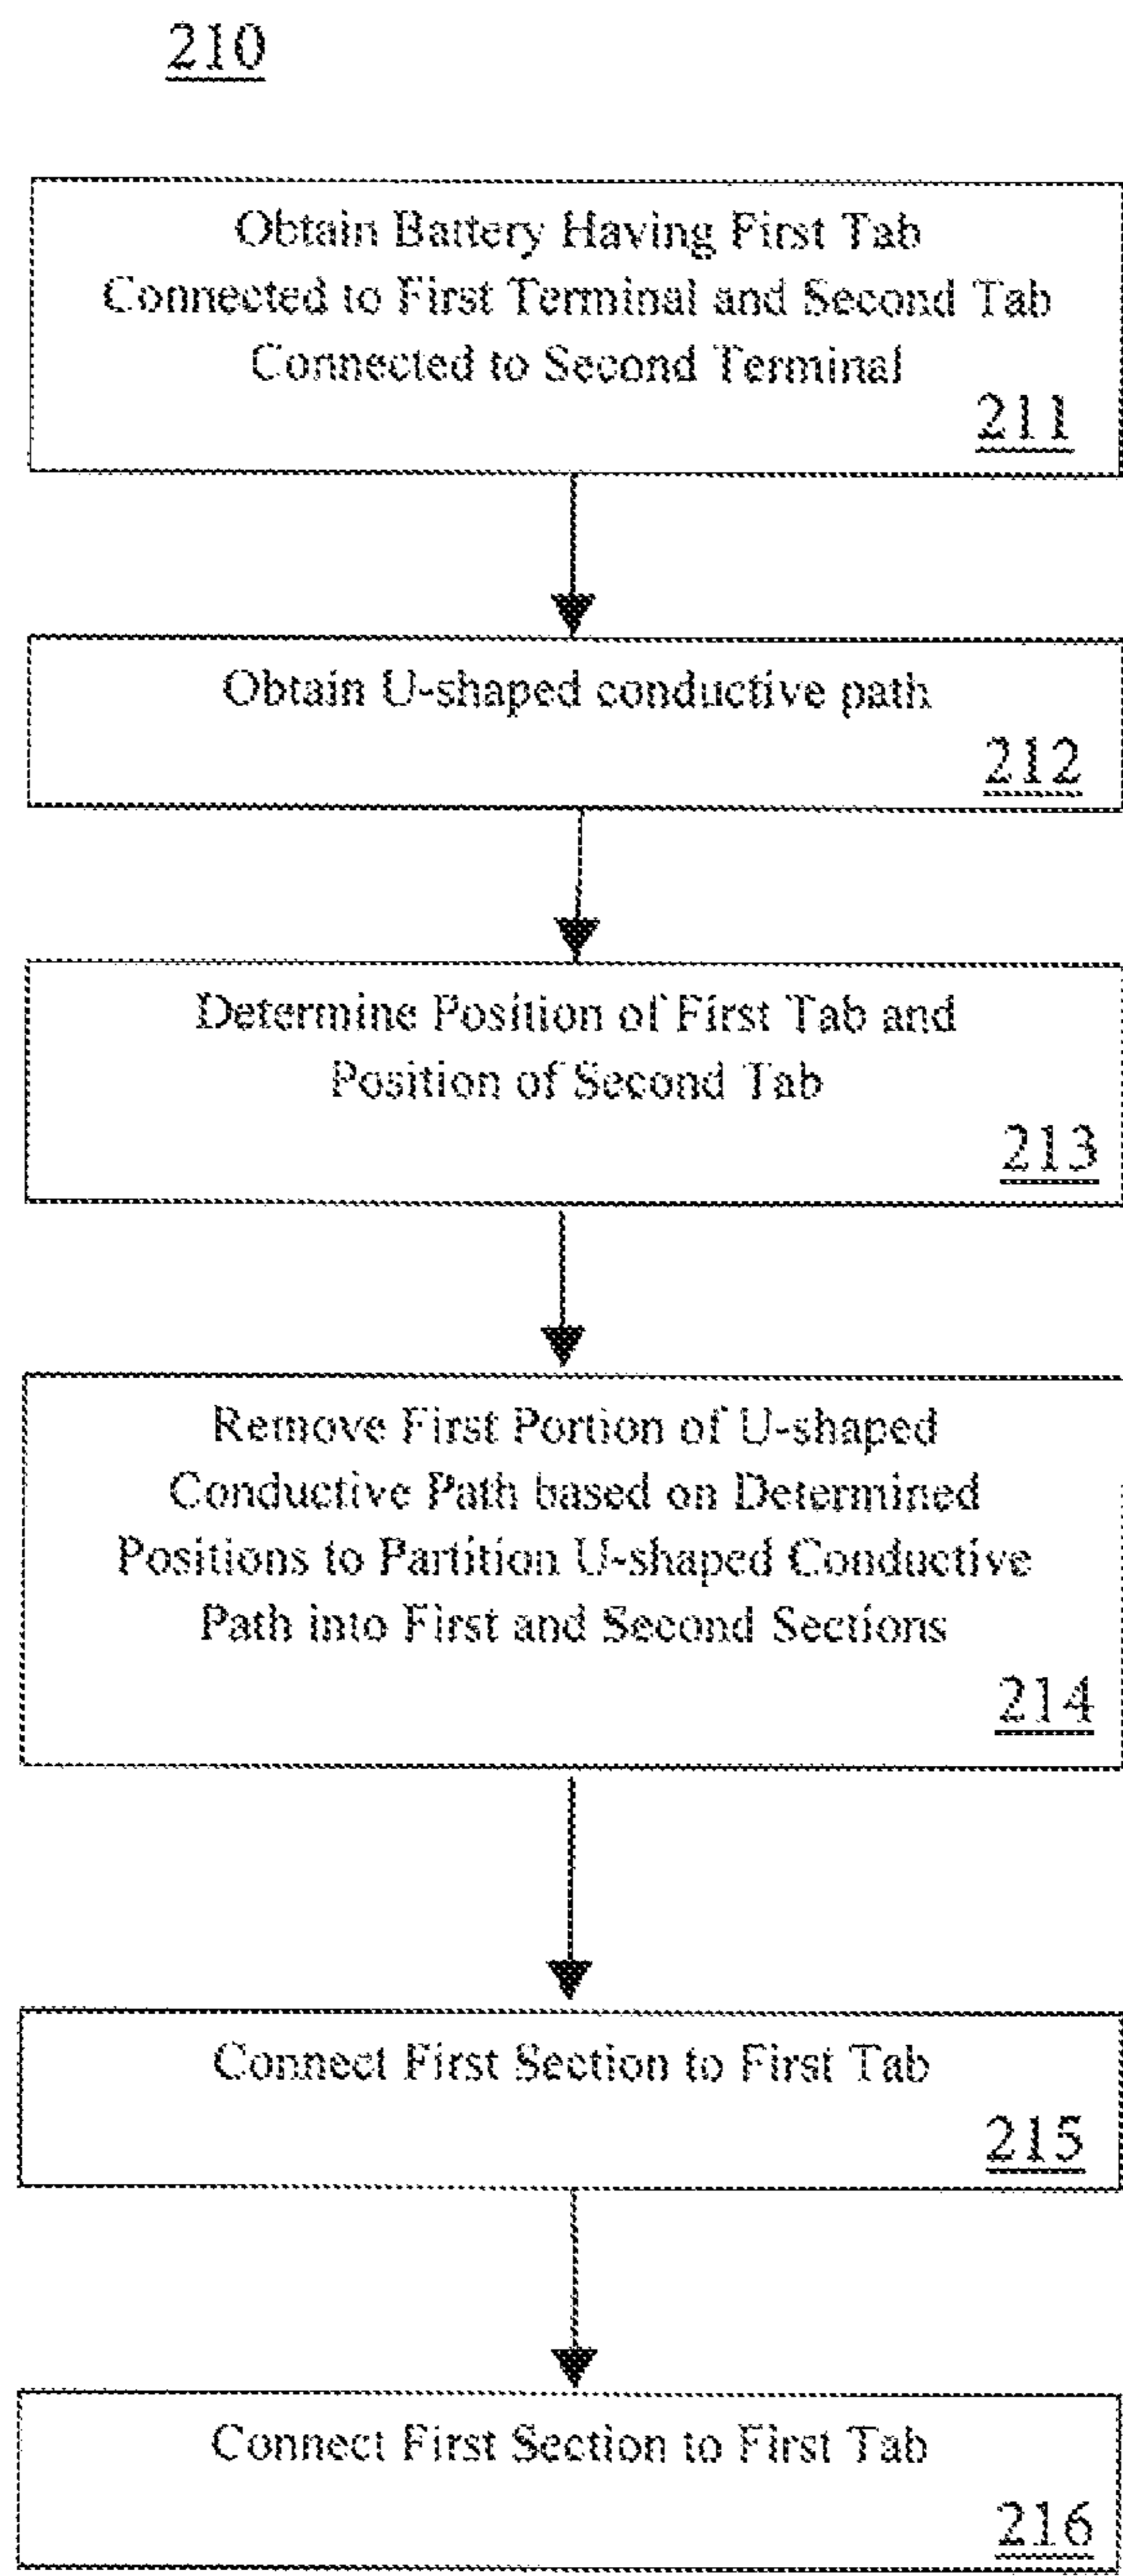 210
Obtain Battery Having First Tab
Connected to First Terminal and Second Tab
Connected to Second Terminal
211
Obtain U-shaped conductive path
212
Determine Position of First Tab and
Position of Second Tab
213
Remove First Portion of U-shaped
Conductive Path based on Determined
Positions to Partition U-shaped Conductive
Path into First and Second Sections
214
Connect First Section to First Tab
215
Connect First Section to First Tab
216